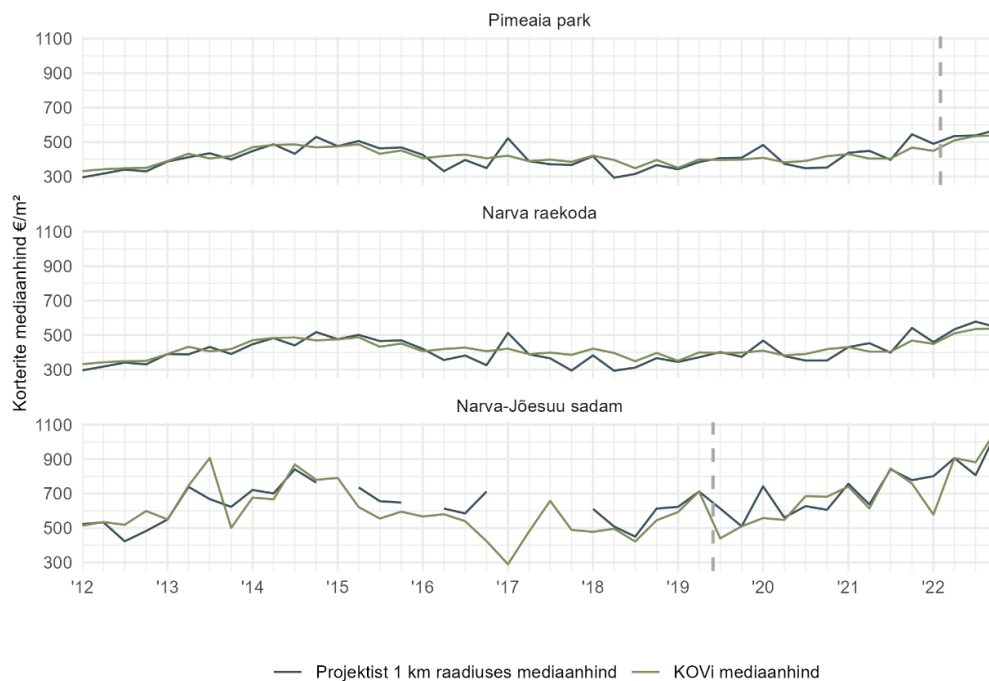 Pimeaia park
1100
900
700
500
300
Narva raekoda
1100
900
700
500
300
Korterite mediaanhind €/m²
Narva-Jõesuu sadam
1100
900
700
500
300
'12 '13 '14 '15 '16 '17 '18 '19 '20 '21 '22
Projektist 1 km raadiuses mediaanhind KOVi mediaanhind